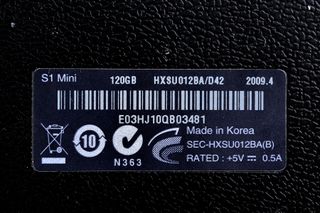 S1 Mini 120GB HXSU012BA/D42 2009.4
E03HJ10QB03481
10 N363
Made in Korea
SEC-HXSU012BA(B)
RATED : +5V ⎓ 0.5A